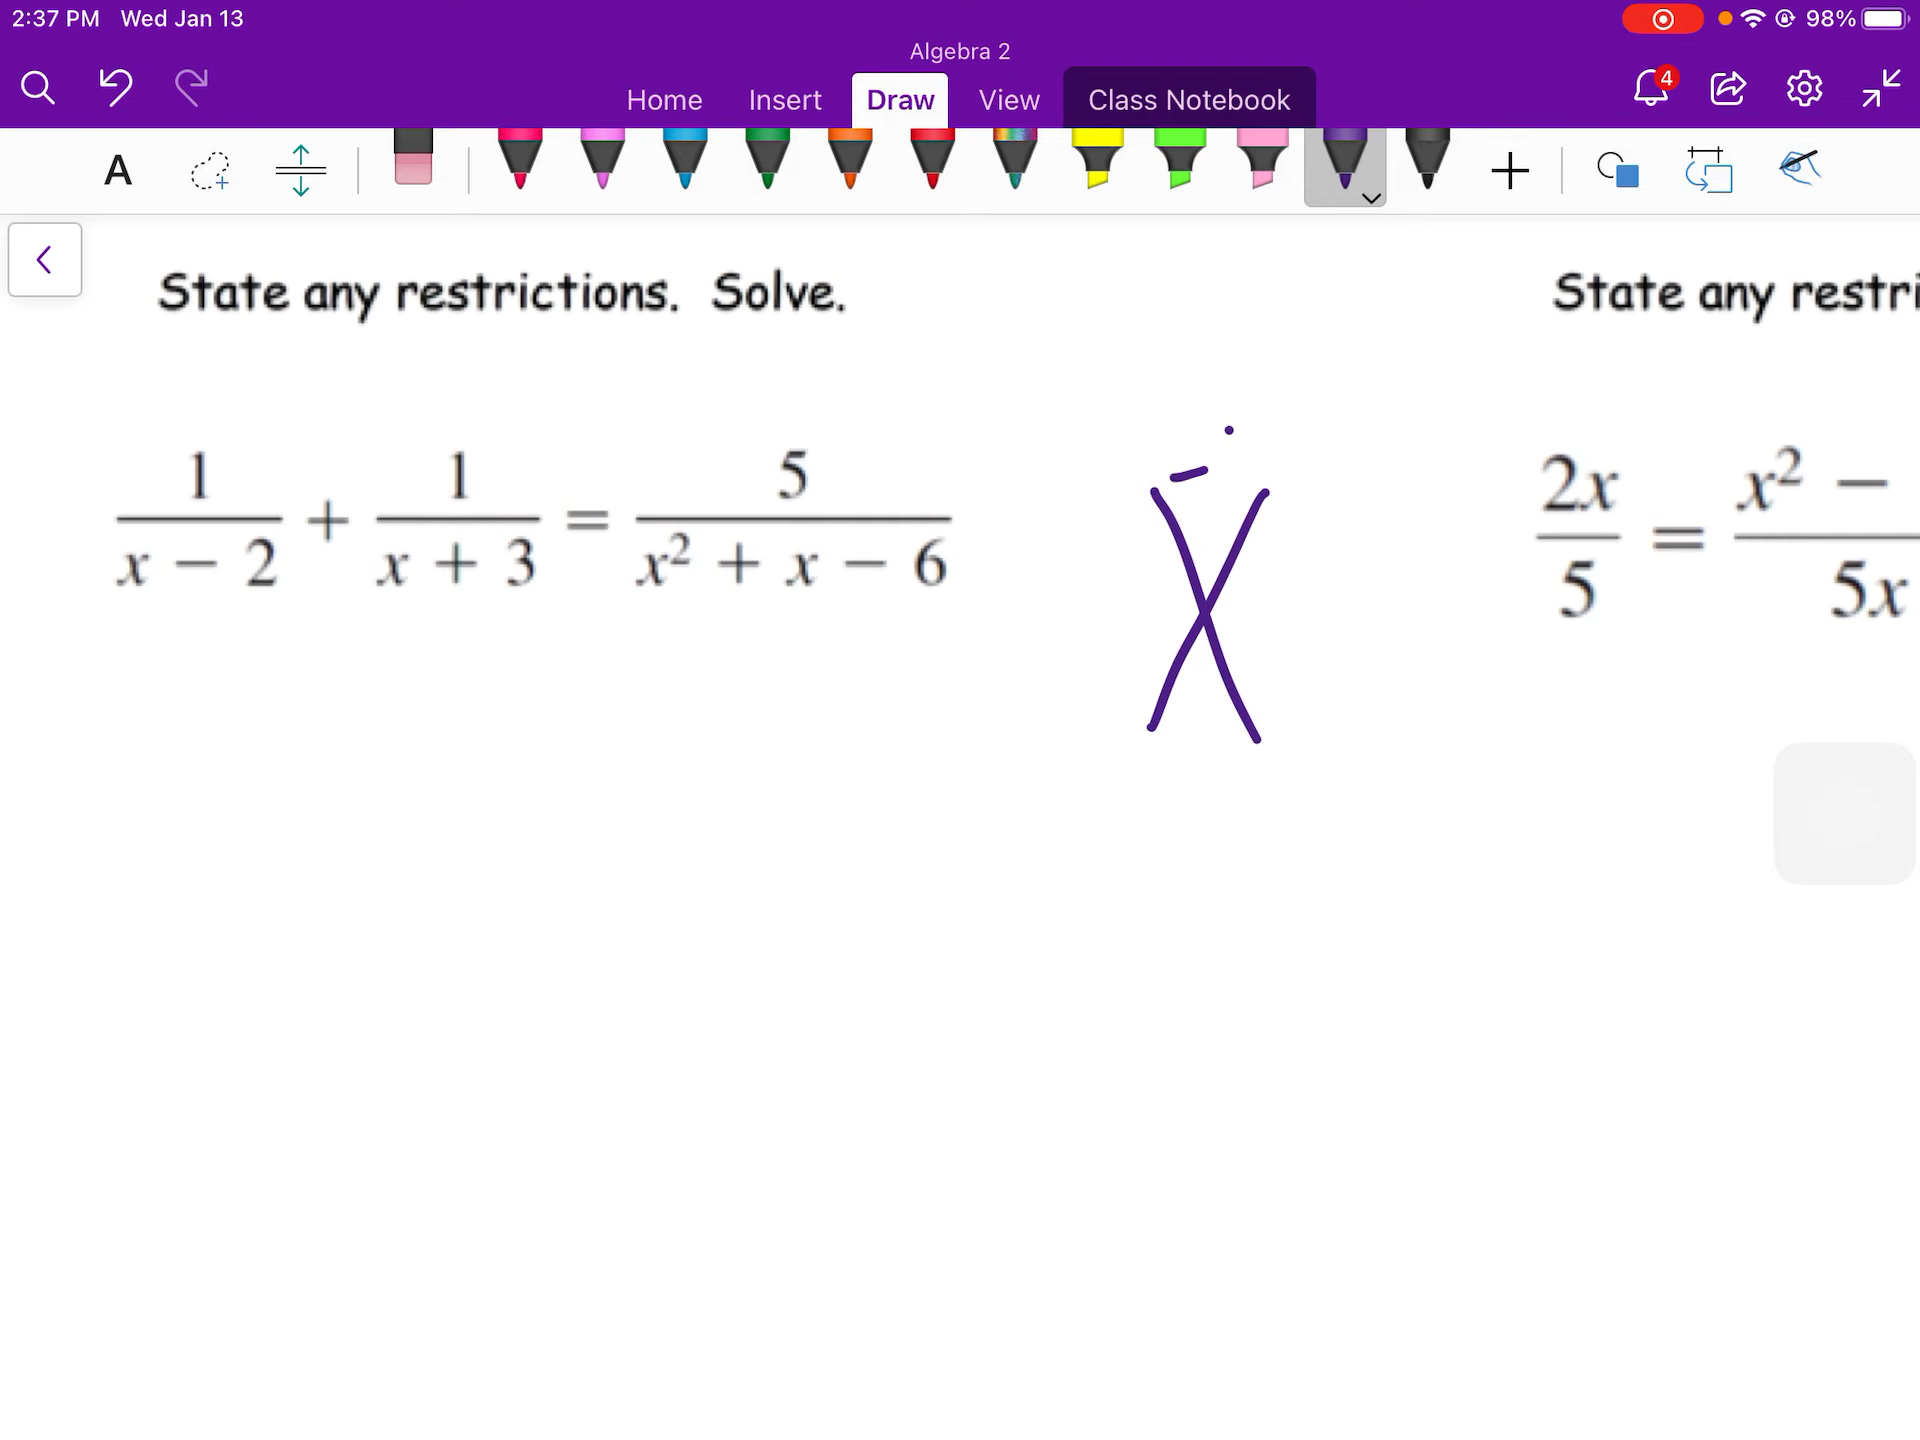 2:37 PM Wed Jan 13 98%
Algebra 2
Home Insert Draw View Class Notebook 4
A
State any restrictions. Solve.
1/(x − 2) + 1/(x + 3) = 5/(x² + x − 6)
X
State any restri
2x/5 = x² −/5x